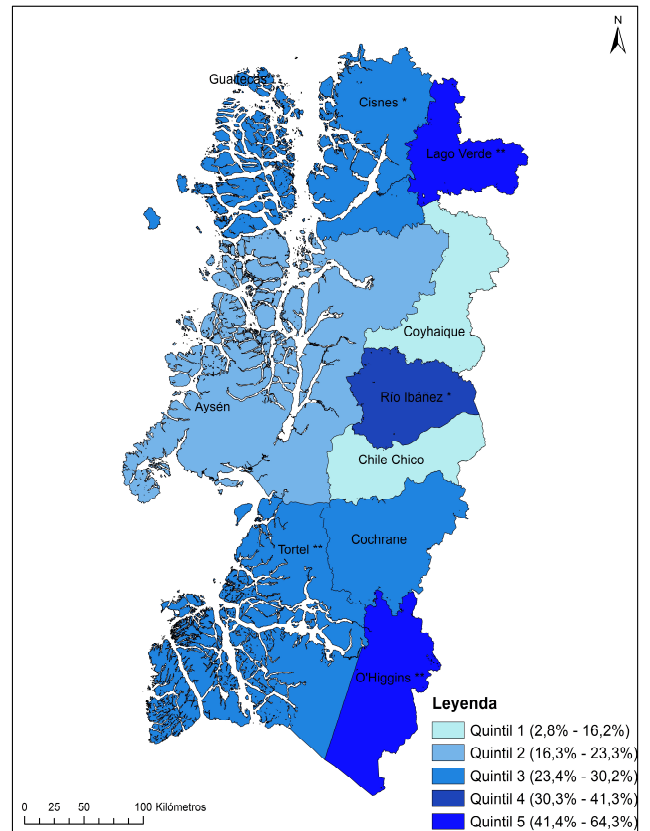 N
Guaitecas
Cisnes *
Lago Verde **
Coyhaique
Río Ibánez *
Aysén
Chile Chico
Cochrane
Tortel **
O'Higgins **
Leyenda
Quintil 1 (2,8% - 16,2%)
Quintil 2 (16,3% - 23,3%)
Quintil 3 (23,4% - 30,2%)
Quintil 4 (30,3% - 41,3%)
Quintil 5 (41,4% - 64,3%)
0 25 50 100 Kilómetros